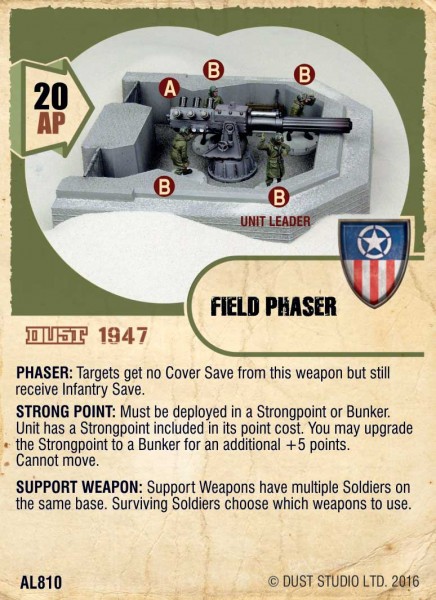 20
AP
A
B
B
B
B
UNIT LEADER
FIELD PHASER
DUST 1947
PHASER: Targets get no Cover Save from this weapon but still
receive Infantry Save.
STRONG POINT: Must be deployed in a Strongpoint or Bunker.
Unit has a Strongpoint included in its point cost. You may upgrade
the Strongpoint to a Bunker for an additional +5 points.
Cannot move.
SUPPORT WEAPON: Support Weapons have multiple Soldiers on
the same base. Surviving Soldiers choose which weapons to use.
AL810
© DUST STUDIO LTD. 2016